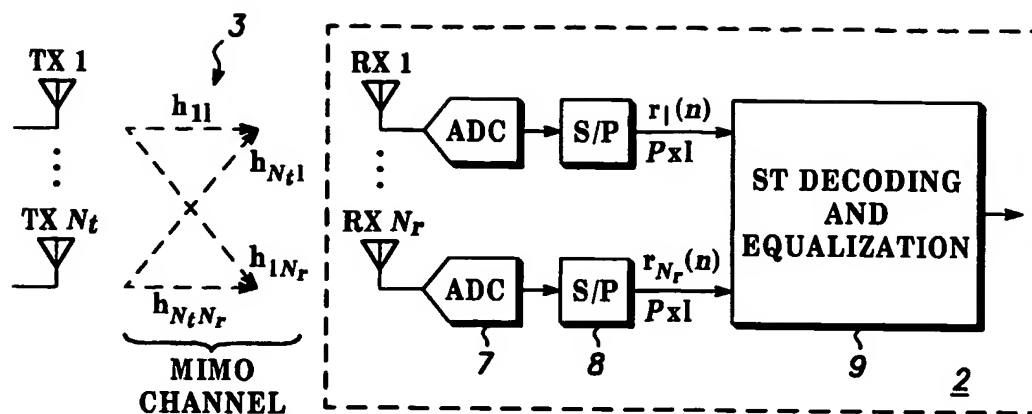 3
TX 1
h11
hNt1
TX Nt
h1Nr
hNtNr
MIMO
CHANNEL
RX 1
ADC
S/P
r1(n)
Px1
RX Nr
ADC
S/P
rNr(n)
Px1
7
8
ST DECODING
AND
EQUALIZATION
9
2